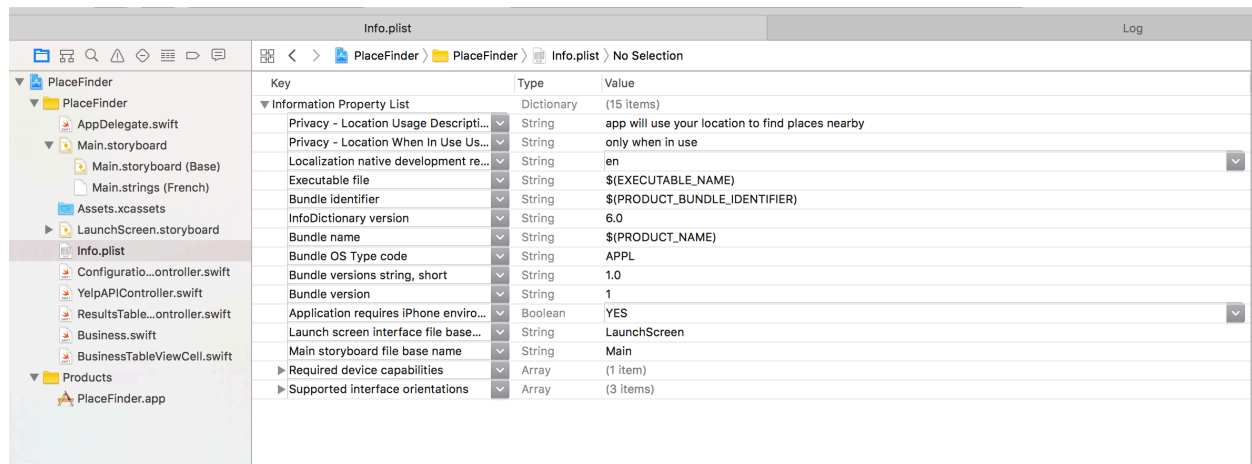 Info.plist Log
PlaceFinder PlaceFinder Info.plist No Selection
PlaceFinder
PlaceFinder
AppDelegate.swift
Main.storyboard
Main.storyboard (Base)
Main.strings (French)
Assets.xcassets
LaunchScreen.storyboard
Info.plist
Configuratio...ontroller.swift
YelpAPIController.swift
ResultsTable...ontroller.swift
Business.swift
BusinessTableViewCell.swift
Products
PlaceFinder.app
Key Type Value
Information Property List Dictionary (15 items)
Privacy - Location Usage Descripti... String app will use your location to find places nearby
Privacy - Location When In Use Us... String only when in use
Localization native development re... String en
Executable file String $(EXECUTABLE_NAME)
Bundle identifier String $(PRODUCT_BUNDLE_IDENTIFIER)
InfoDictionary version String 6.0
Bundle name String $(PRODUCT_NAME)
Bundle OS Type code String APPL
Bundle versions string, short String 1.0
Bundle version String 1
Application requires iPhone enviro... Boolean YES
Launch screen interface file base... String LaunchScreen
Main storyboard file base name String Main
Required device capabilities Array (1 item)
Supported interface orientations Array (3 items)